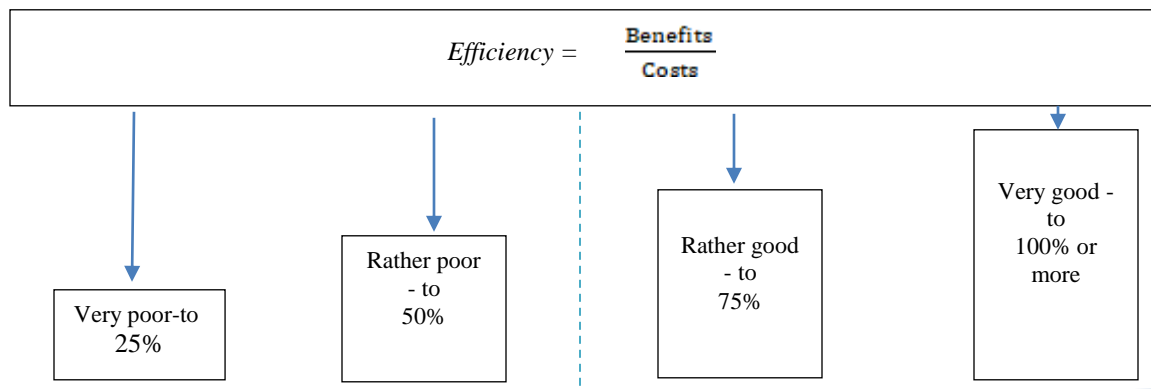 Efficiency = Benefits
Costs
Very poor-to
25%
Rather poor
- to
50%
Rather good
- to
75%
Very good -
to
100% or
more